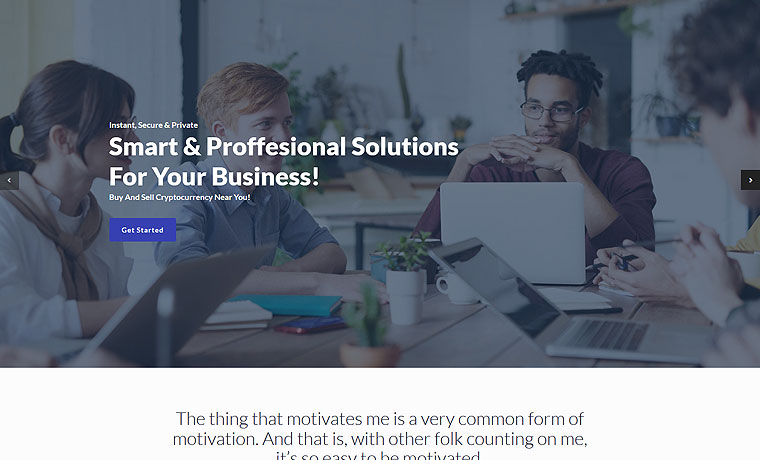 Instant, Secure & Private
Smart & Proffesional Solutions
For Your Business!
Buy And Sell Cryptocurrency Near You!
Get Started
The thing that motivates me is a very common form of
motivation. And that is, with other folk counting on me,
it's so easy to be motivated.